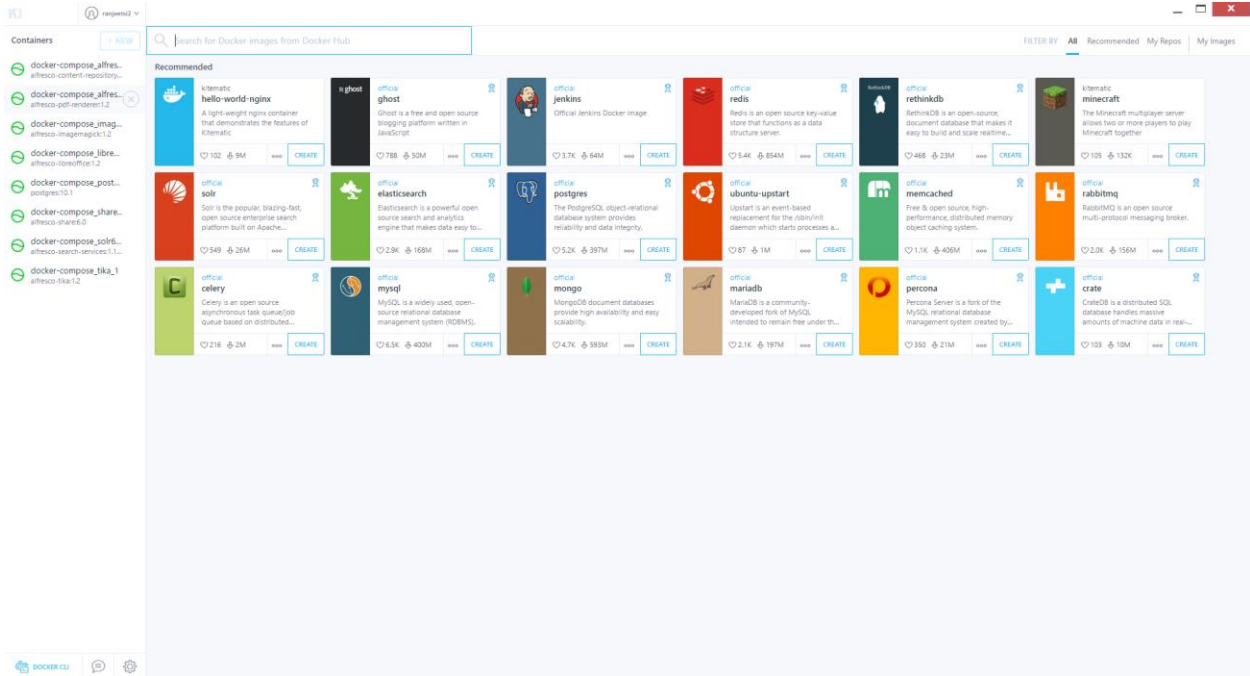 KJ
ranjeetsi2
Containers
+ NEW
docker-compose_alfres...
alfresco-content-repository...
docker-compose_alfres...
alfresco-pdf-renderer:1.2
docker-compose_imag...
alfresco-imagemagick:1.2
docker-compose_libre...
alfresco-libreoffice:1.2
docker-compose_post...
postgres:10.1
docker-compose_share...
alfresco-share:6.0
docker-compose_solr6...
alfresco-search-services:1.1...
docker-compose_tika_1
alfresco-tika:1.2
DOCKER CLI
Search for Docker images from Docker Hub
FILTER BY All Recommended My Repos My Images
Recommended
kitematic
hello-world-nginx
A light-weight nginx container
that demonstrates the features of
Kitematic
102 9M CREATE
ghost
official
ghost
Ghost is a free and open source
blogging platform written in
JavaScript
788 50M CREATE
official
jenkins
Official Jenkins Docker image
3.7K 64M CREATE
official
redis
Redis is an open source key-value
store that functions as a data
structure server.
5.4K 854M CREATE
RethinkDB
official
rethinkdb
RethinkDB is an open-source,
document database that makes it
easy to build and scale realtime...
468 23M CREATE
kitematic
minecraft
The Minecraft multiplayer server
allows two or more players to play
Minecraft together
105 132K CREATE
official
solr
Solr is the popular, blazing-fast,
open source enterprise search
platform built on Apache...
549 26M CREATE
official
elasticsearch
Elasticsearch is a powerful open
source search and analytics
engine that makes data easy to...
2.9K 168M CREATE
official
postgres
The PostgreSQL object-relational
database system provides
reliability and data integrity.
5.2K 397M CREATE
official
ubuntu-upstart
Upstart is an event-based
replacement for the /sbin/init
daemon which starts processes a...
87 1M CREATE
official
memcached
Free & open source, high-
performance, distributed memory
object caching system.
1.1K 406M CREATE
official
rabbitmq
RabbitMQ is an open source
multi-protocol messaging broker.
2.0K 156M CREATE
C
official
celery
Celery is an open source
asynchronous task queue/job
queue based on distributed...
216 2M CREATE
official
mysql
MySQL is a widely used, open-
source relational database
management system (RDBMS).
6.5K 400M CREATE
official
mongo
MongoDB document databases
provide high availability and easy
scalability.
4.7K 593M CREATE
official
mariadb
MariaDB is a community-
developed fork of MySQL
intended to remain free under th...
2.1K 197M CREATE
official
percona
Percona Server is a fork of the
MySQL relational database
management system created by...
350 21M CREATE
official
crate
CrateDB is a distributed SQL
database handles massive
amounts of machine data in real-...
103 10M CREATE